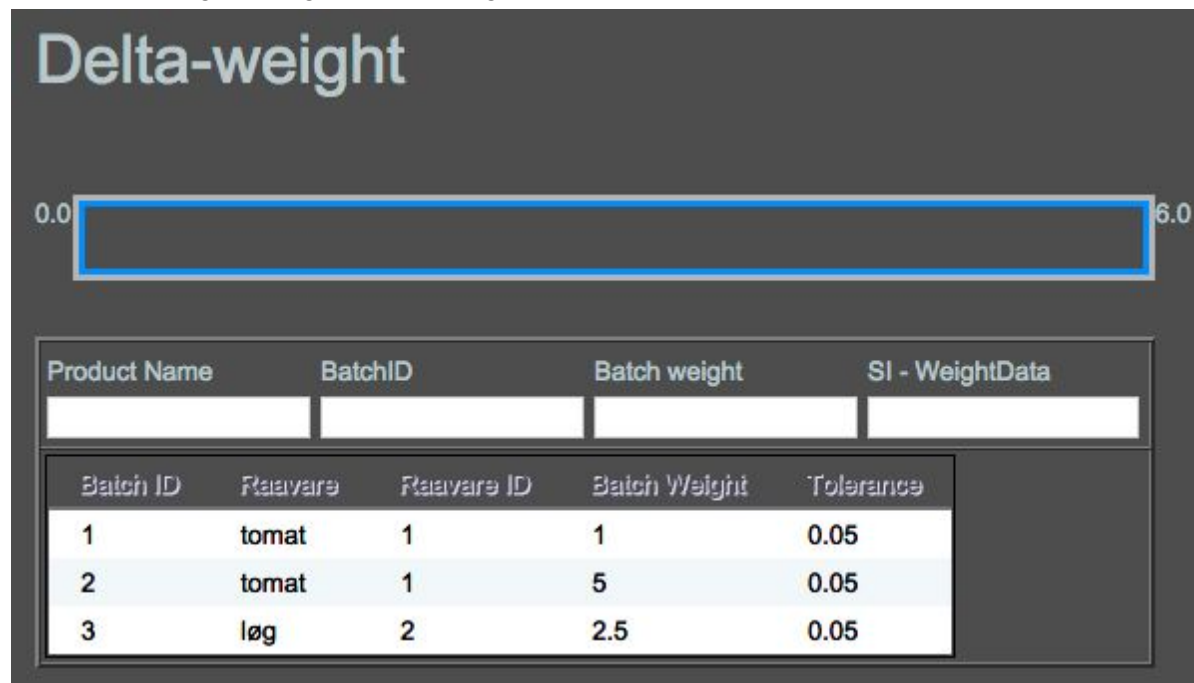 Delta-weight
0.0 6.0
Product Name BatchID Batch weight SI - WeightData
Batch ID Raavare Raavare ID Batch Weight Tolerance
1 tomat 1 1 0.05
2 tomat 1 5 0.05
3 løg 2 2.5 0.05